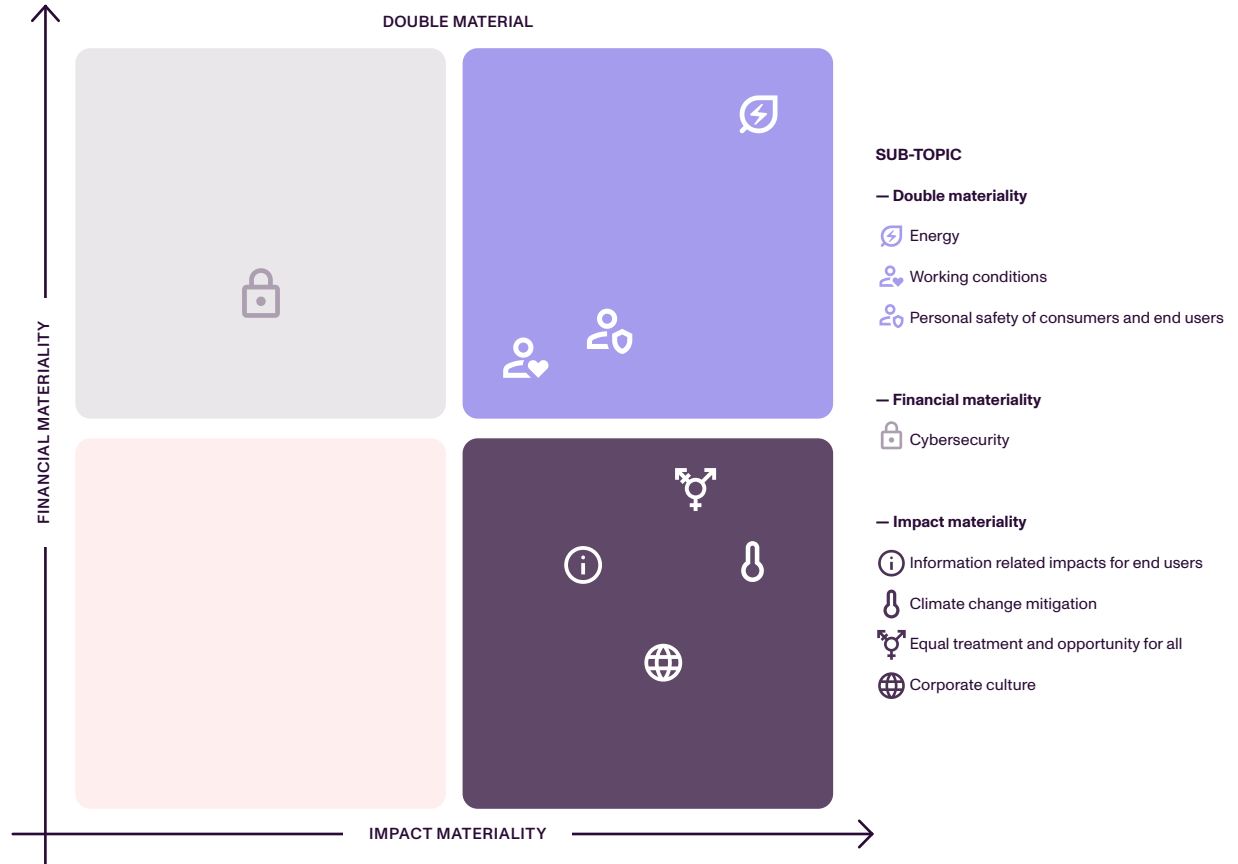 DOUBLE MATERIAL
FINANCIAL MATERIALITY
IMPACT MATERIALITY
SUB-TOPIC
— Double materiality
Energy
Working conditions
Personal safety of consumers and end users
— Financial materiality
Cybersecurity
— Impact materiality
Information related impacts for end users
Climate change mitigation
Equal treatment and opportunity for all
Corporate culture